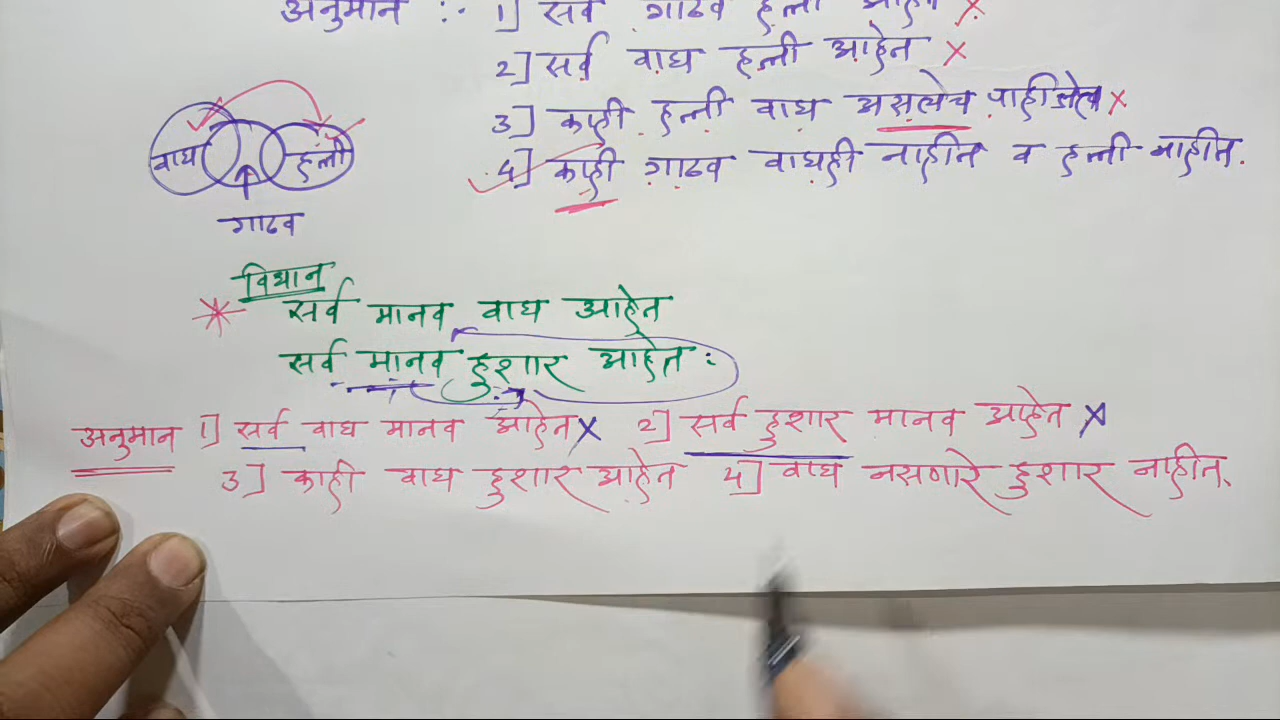 अनुमान :- 1] सर्व गाढव हत्ती आहेत ×
2] सर्व वाघ हत्ती आहेत ×
3] काही हत्ती वाघ असलेच पाहीजेत ×
4] काही गाढव वाघही नाहीत व हत्ती नाहीत.
वाघ हत्ती
गाढव
विधान
सर्व मानव वाघ आहेत
सर्व मानव हुशार आहेत :
अनुमान 1] सर्व वाघ मानव आहेत × 2] सर्व हुशार मानव आहेत ×
3] काही वाघ हुशार आहेत 4] वाघ नसणारे हुशार नाहीत.